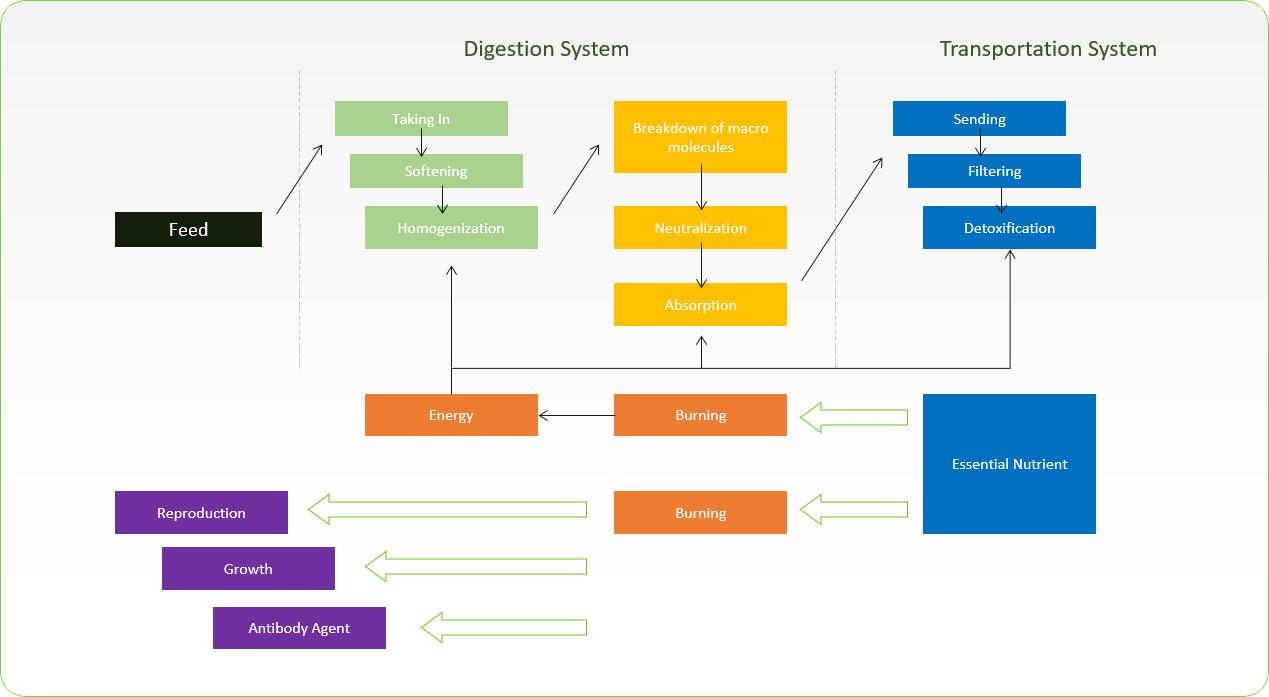 Digestion System
Transportation System
Taking In
Softening
Homogenization
Breakdown of macro
molecules
Neutralization
Absorption
Sending
Filtering
Detoxification
Feed
Energy
Burning
Essential Nutrient
Burning
Reproduction
Growth
Antibody Agent